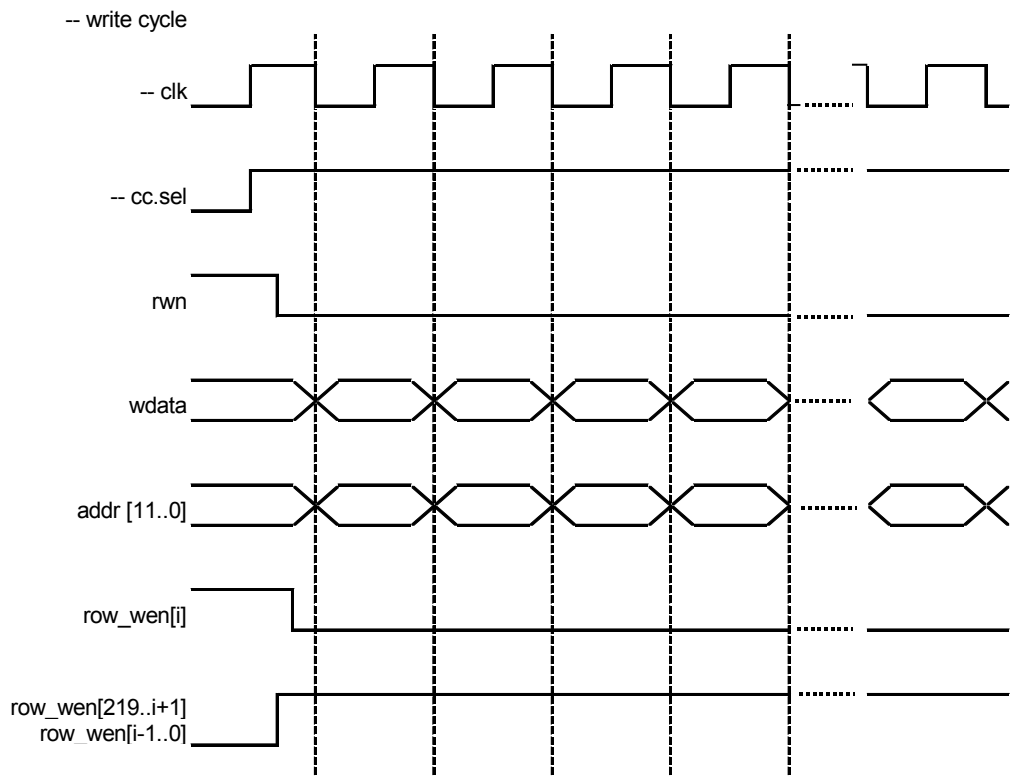 -- write cycle
-- clk
-- cc.sel
rwn
wdata
addr [11..0]
row_wen[i]
row_wen[219..i+1]
row_wen[i-1..0]